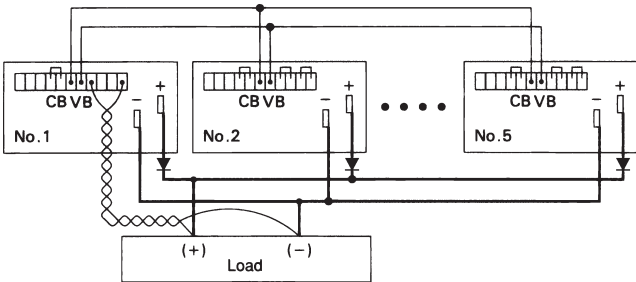 CB VB
+
−
No.1
CB VB
+
−
No.2
CB VB
+
−
No.5
(+)
(−)
Load